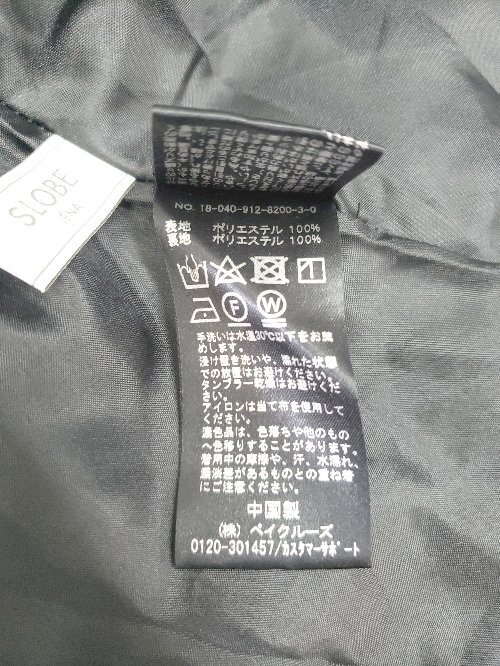 SLOBE
IÉNA
NO. 18-040-912-8200-3-0
表地 ポリエステル 100%
裏地 ポリエステル 100%
F W
手洗いは水温30℃以下をお薦
めします。
浸け置き洗いや、濡れた状態
での放置はお避けください。
タンブラー乾燥はお避けくだ
さい。
アイロンは当て布を使用して
ください。
濃色品は、色落ちや他のもの
へ色移りすることがあります。
着用中の摩擦や、汗、水濡れ、
濃淡差があるものとの重ね着
にご注意ください。
中国製
(株) ベイクルーズ
0120-301457/カスタマーサポート